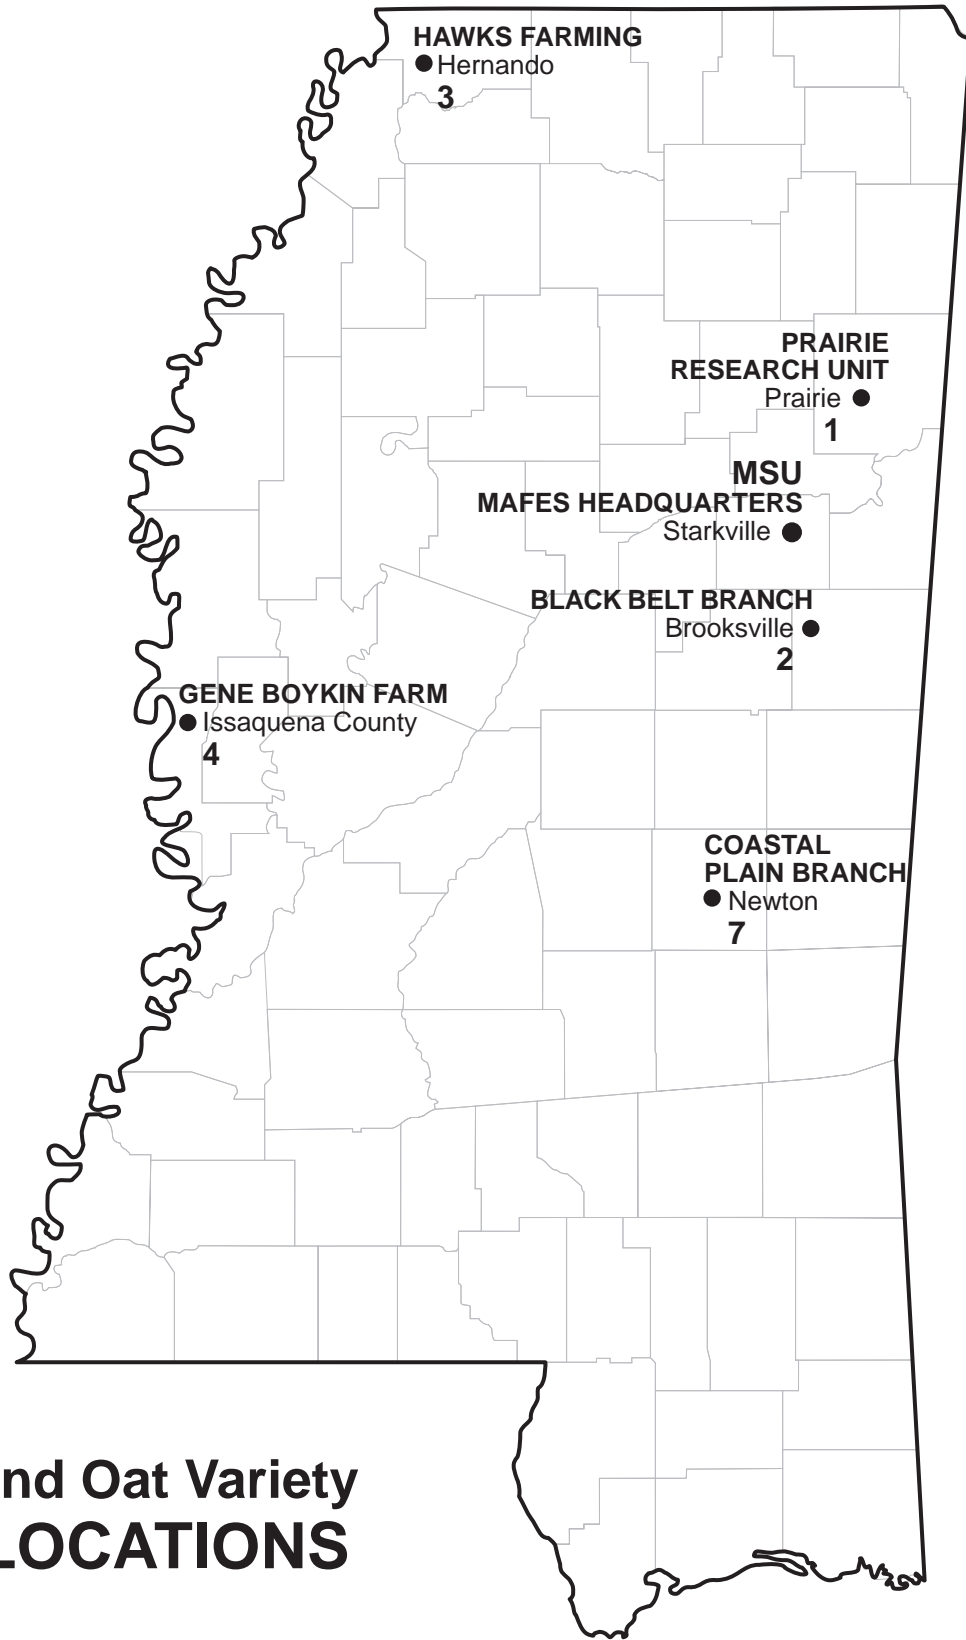 HAWKS FARMING
Hernando
3
PRAIRIE
RESEARCH UNIT
Prairie
1
MSU
MAFES HEADQUARTERS
Starkville
BLACK BELT BRANCH
Brooksville
2
GENE BOYKIN FARM
Issaquena County
4
COASTAL
PLAIN BRANCH
Newton
7
nd Oat Variety
LOCATIONS